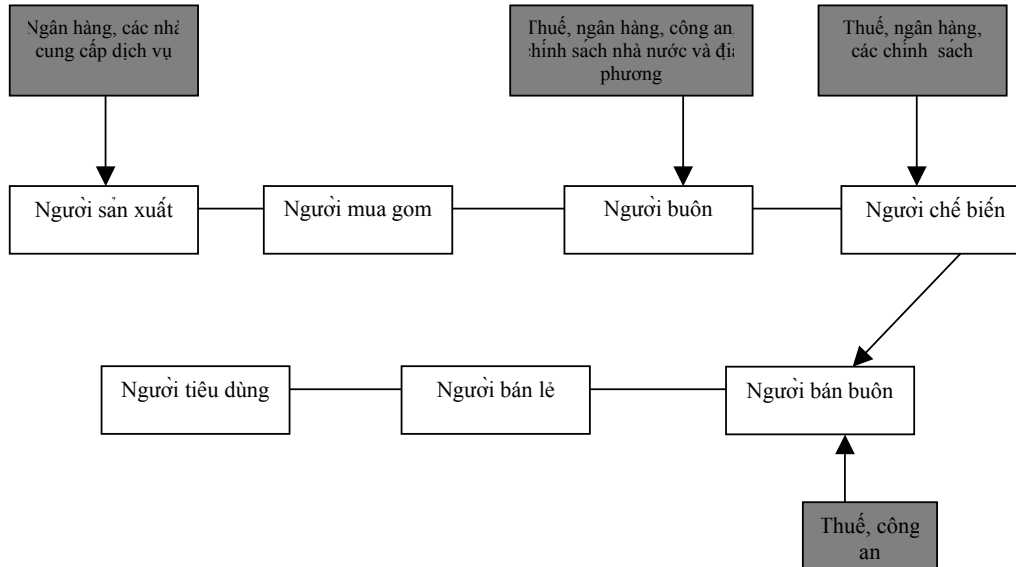 Ngân hàng, các nhà
cung cấp dịch vụ
Thuế, ngân hàng, công an,
chính sách nhà nước và địa
phương
Thuế, ngân hàng,
các chính sách
Người sản xuất
Người mua gom
Người buôn
Người chế biến
Người tiêu dùng
Người bán lẻ
Người bán buôn
Thuế, công
an